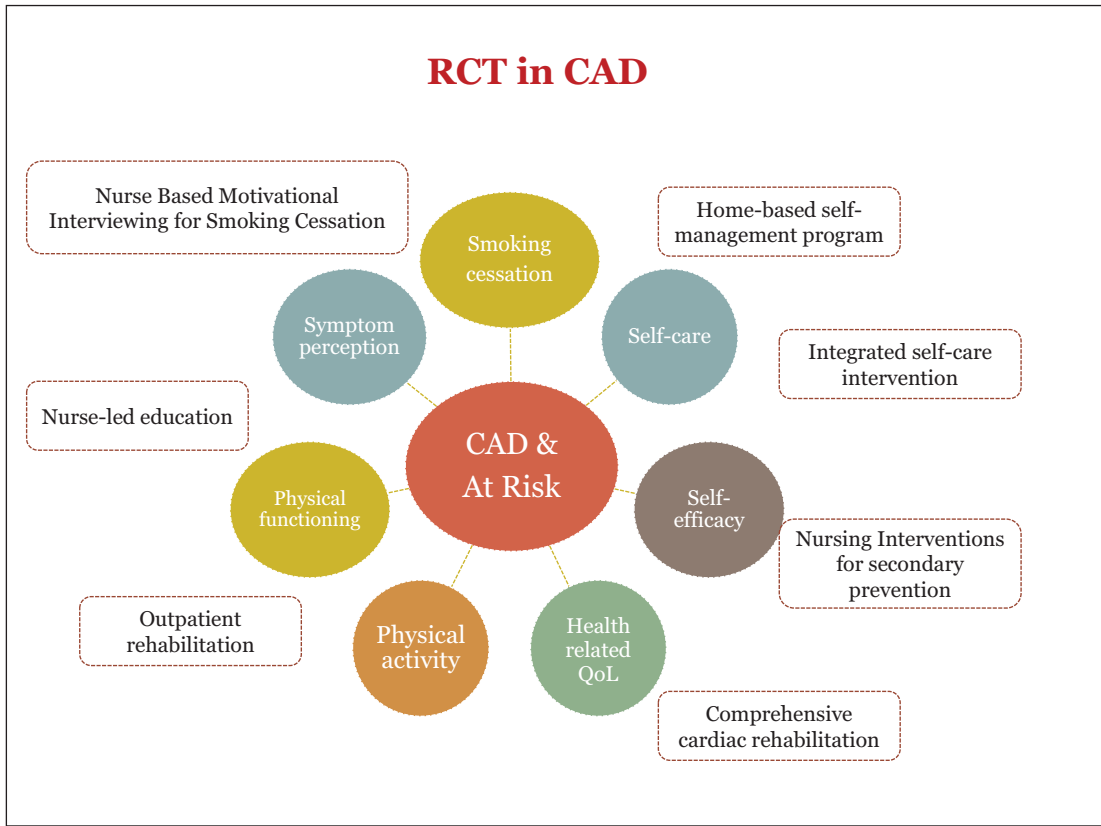 RCT in CAD
Nurse Based Motivational
Interviewing for Smoking Cessation
Smoking
cessation
Home-based self-
management program
Symptom
perception
Self-care
Integrated self-care
intervention
Nurse-led education
CAD &
At Risk
Physical
functioning
Self-
efficacy
Nursing Interventions
for secondary
prevention
Outpatient
rehabilitation
Physical
activity
Health
related
QoL
Comprehensive
cardiac rehabilitation